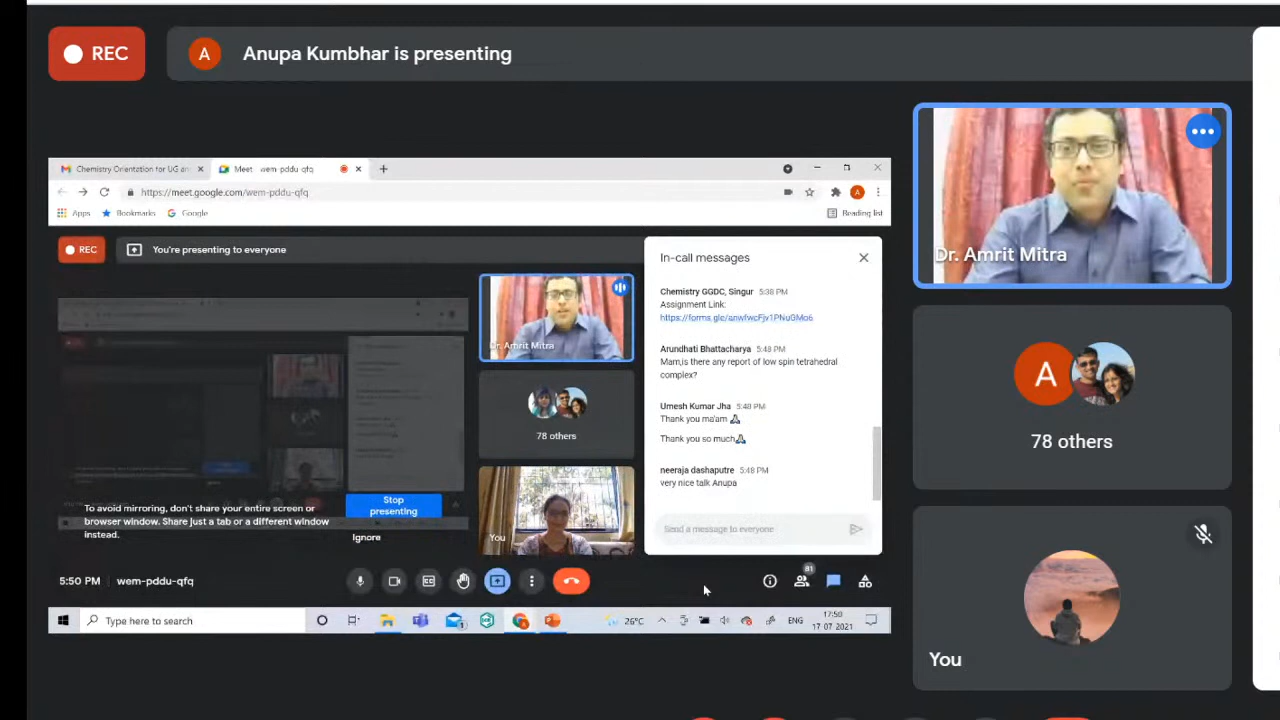 REC
A
Anupa Kumbhar is presenting
Chemistry Orientation for UG an
Meet
wem pddu qfq
https://meet.google.com/wem-pddu-qfq
A
Apps
Bookmarks
G Google
Reading list
REC
You're presenting to everyone
In-call messages
Chemistry GGDC, Singur 5:38 PM
Assignment Link:
Arundhati Bhattacharya 5:48 PM
Mam,is there any report of low spin tetrahedral
complex?
Umesh Kumar Jha 5:48 PM
Thank you ma'am 🙏
Thank you so much🙏
neeraja dashaputre 5:48 PM
very nice talk Anupa
Send a message to everyone
Dr. Amrit Mitra
78 others
You
To avoid mirroring, don't share your entire screen or
browser window. Share just a tab or a different window
instead.
Stop
presenting
Ignore
5:50 PM | wem-pddu-qfq
81
Type here to search
26°C
ENG
17:50
17-07-2021
Dr. Amrit Mitra
A
78 others
You